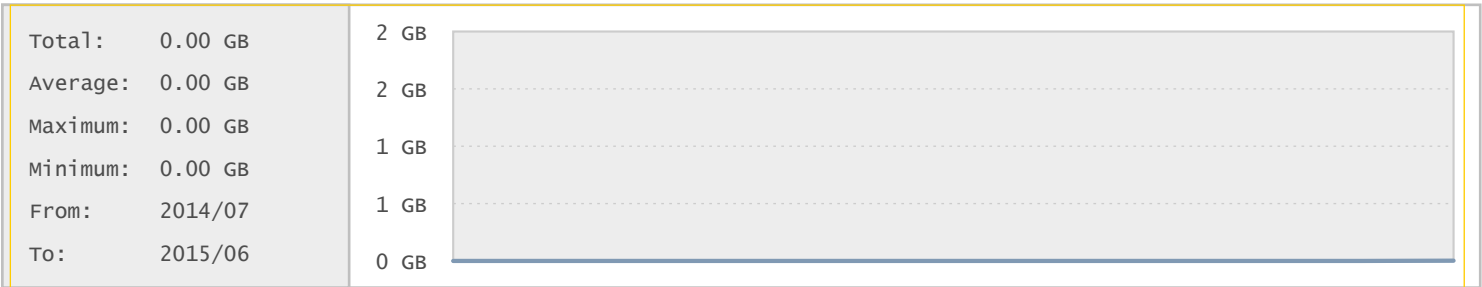 Total: 0.00 GB
Average: 0.00 GB
Maximum: 0.00 GB
Minimum: 0.00 GB
From: 2014/07
To: 2015/06
2 GB
2 GB
1 GB
1 GB
0 GB